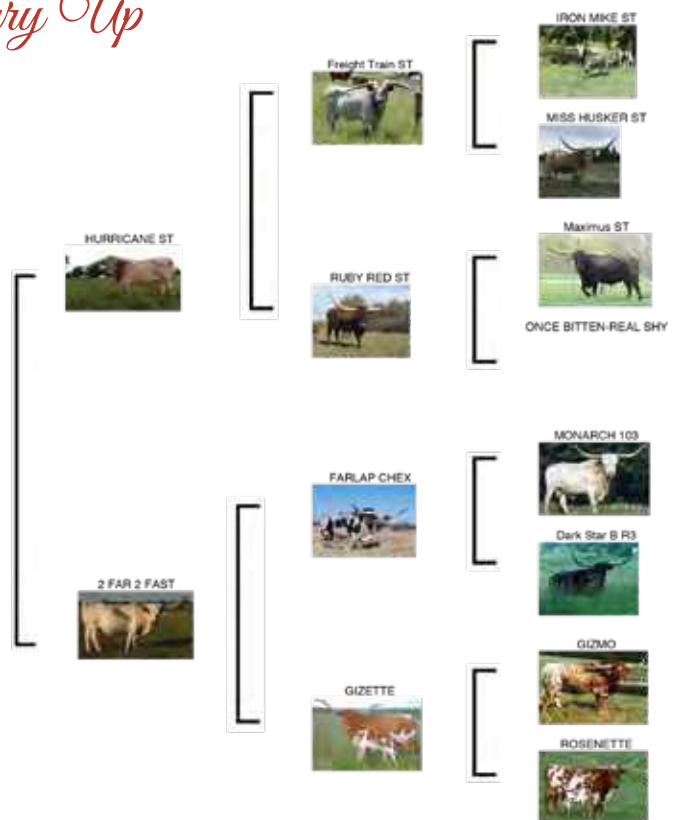 Up
IRON MIKE ST
Freight Train ST
MISS HUSKER ST
HURRICANE ST
Maximus ST
RUBY RED ST
ONCE BITTEN-REAL SHY
MONARCH 103
FARLAP CHEX
Dark Star B R3
2 FAR 2 FAST
GIZMO
GIZETTE
ROSENETTE